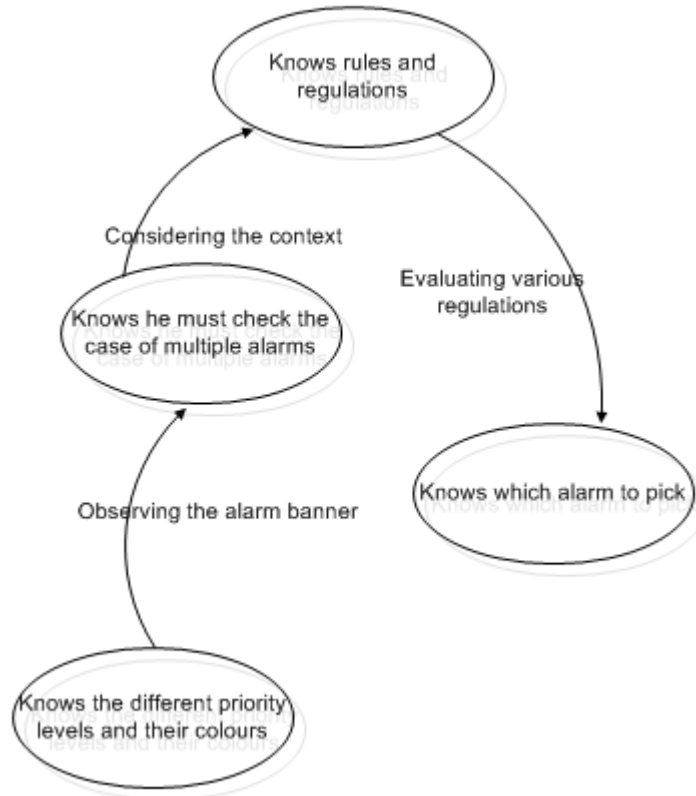 Knows rules and
regulations
Considering the context
Evaluating various
regulations
Knows he must check the
case of multiple alarms
Knows which alarm to pick
Observing the alarm banner
Knows the different priority
levels and their colours